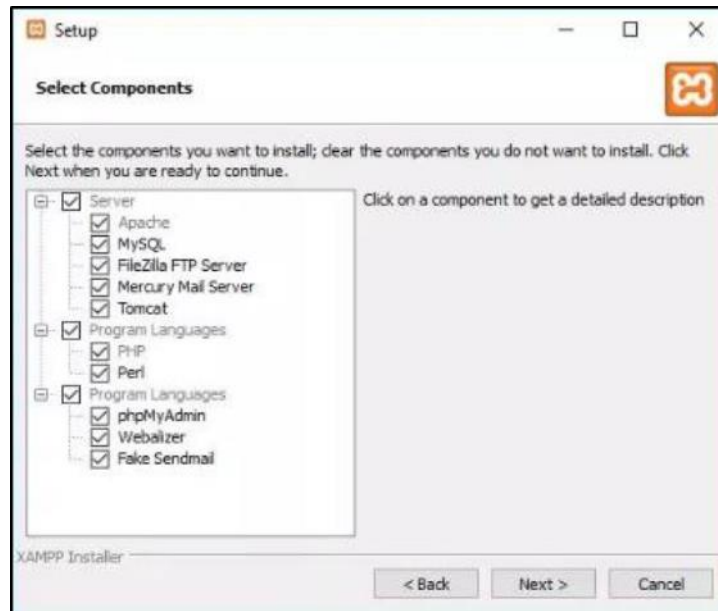 Setup
Select Components
Select the components you want to install; clear the components you do not want to install. Click
Next when you are ready to continue.
Server
Apache
MySQL
FileZilla FTP Server
Mercury Mail Server
Tomcat
Program Languages
PHP
Perl
Program Languages
phpMyAdmin
Webalizer
Fake Sendmail
Click on a component to get a detailed description
XAMPP Installer
< Back
Next >
Cancel